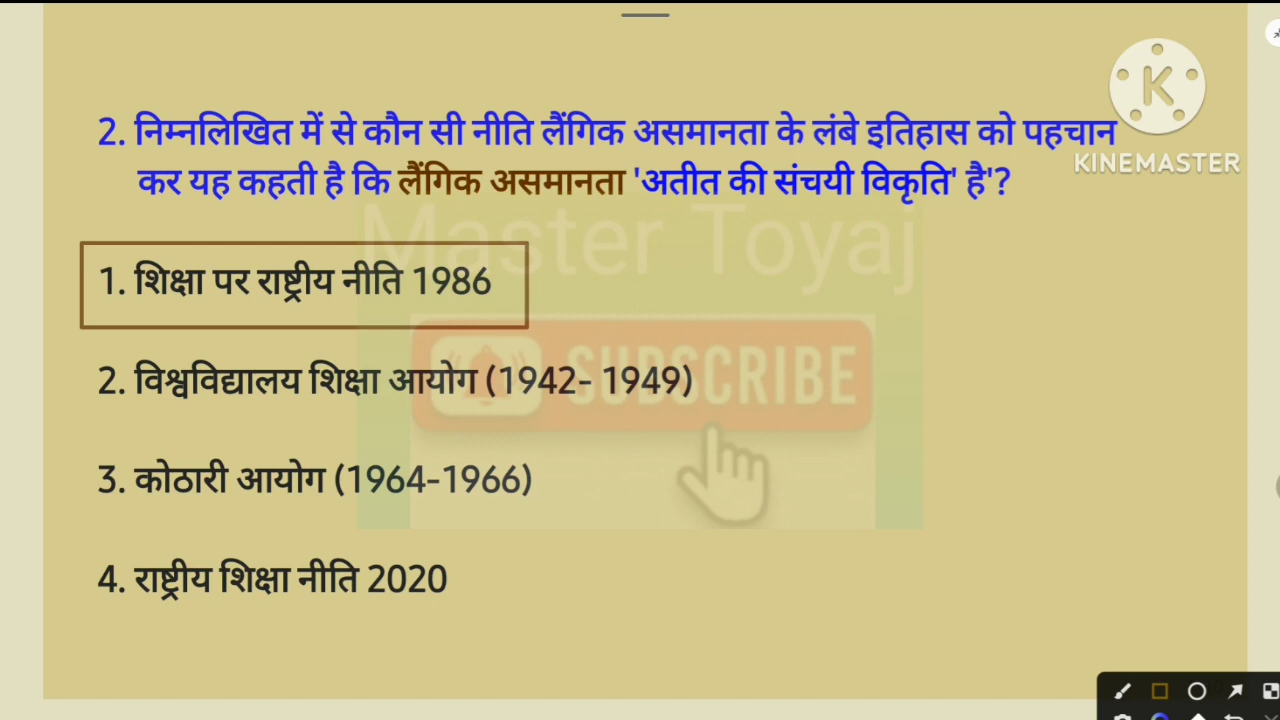 2. निम्नलिखित में से कौन सी नीति लैंगिक असमानता के लंबे इतिहास को पहचान
कर यह कहती है कि लैंगिक असमानता 'अतीत की संचयी विकृति' है'?
KINEMASTER
Master Toyaj
1. शिक्षा पर राष्ट्रीय नीति 1986
SUBSCRIBE
2. विश्वविद्यालय शिक्षा आयोग (1942- 1949)
3. कोठारी आयोग (1964-1966)
4. राष्ट्रीय शिक्षा नीति 2020